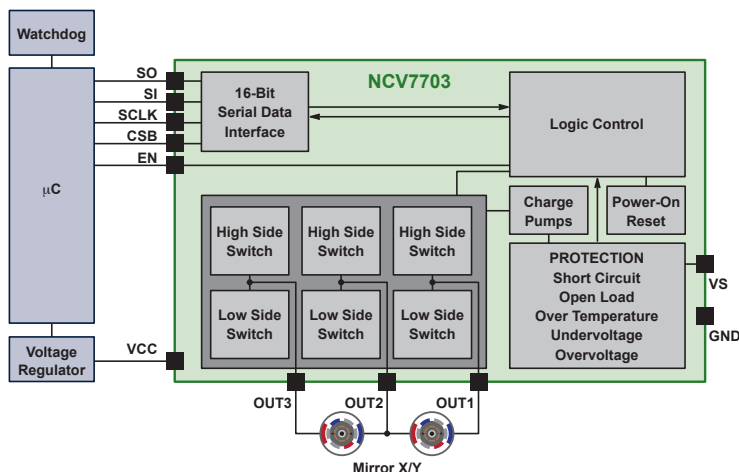 Watchdog
SO
SI
SCLK
CSB
EN
NCV7703
16-Bit
Serial Data
Interface
Logic Control
µC
High Side
Switch
High Side
Switch
High Side
Switch
Charge
Pumps
Power-On
Reset
Low Side
Switch
Low Side
Switch
Low Side
Switch
PROTECTION
Short Circuit
Open Load
Over Temperature
Undervoltage
Overvoltage
VS
GND
Voltage
Regulator
VCC
OUT3
OUT2
OUT1
Mirror X/Y